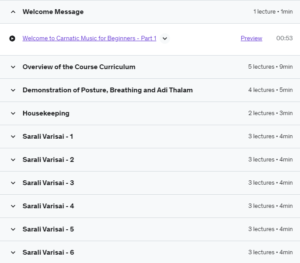 Welcome Message 1 lecture • 1min
Welcome to Carnatic Music for Beginners - Part 1 Preview 00:53
Overview of the Course Curriculum 5 lectures • 9min
Demonstration of Posture, Breathing and Adi Thalam 4 lectures • 5min
Housekeeping 2 lectures • 3min
Sarali Varisai - 1 3 lectures • 4min
Sarali Varisai - 2 3 lectures • 4min
Sarali Varisai - 3 3 lectures • 4min
Sarali Varisai - 4 3 lectures • 4min
Sarali Varisai - 5 3 lectures • 4min
Sarali Varisai - 6 3 lectures • 4min